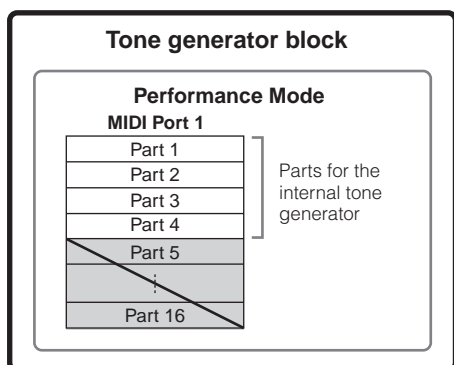 Tone generator block
Performance Mode
MIDI Port 1
Part 1
Part 2
Part 3
Part 4
Part 5
Part 16
Parts for the
internal tone
generator